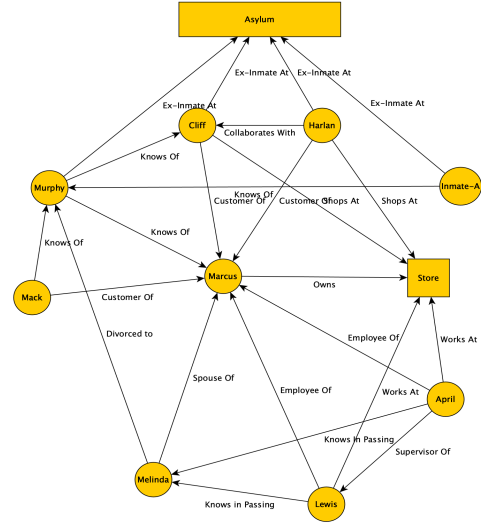 Asylum
Ex-Inmate At
Ex-Inmate At
Ex-Inmate At
Ex-Inmate At
Cliff
Harlan
Collaborates With
Knows Of
Murphy
Inmate-A
Knows Of
Customer Of
Customer Of
Shops At
Shops At
Knows Of
Knows Of
Marcus
Owns
Store
Mack
Customer Of
Divorced to
Employee Of
Works At
Spouse Of
Employee Of
Works At
April
Knows In Passing
Supervisor Of
Melinda
Knows in Passing
Lewis